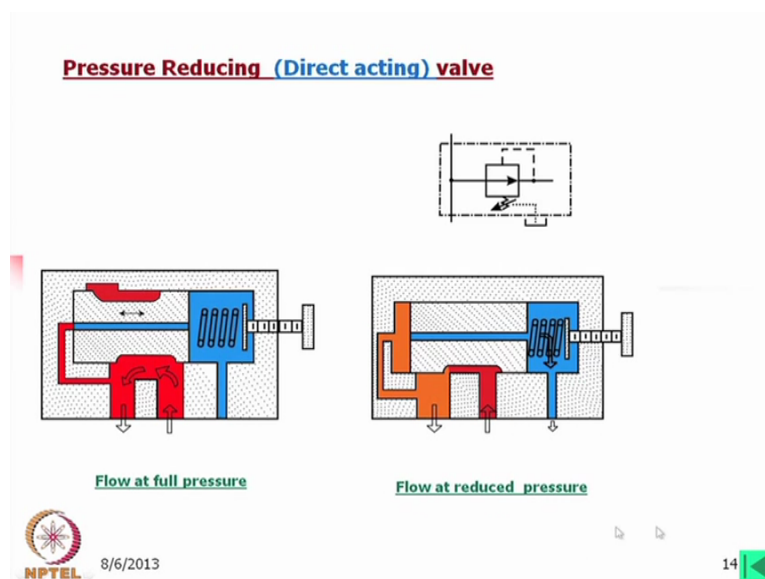 Pressure Reducing (Direct acting) valve
Flow at full pressure
Flow at reduced pressure
NPTEL
8/6/2013
14